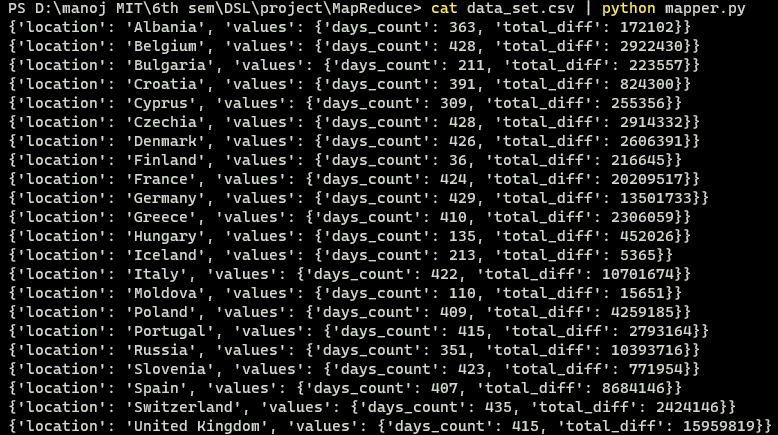 PS D:\manoj MIT\6th sem\DSL\project\MapReduce> cat data_set.csv | python mapper.py
{'location': 'Albania', 'values': {'days_count': 363, 'total_diff': 172102}}
{'location': 'Belgium', 'values': {'days_count': 428, 'total_diff': 2922430}}
{'location': 'Bulgaria', 'values': {'days_count': 211, 'total_diff': 223557}}
{'location': 'Croatia', 'values': {'days_count': 391, 'total_diff': 824300}}
{'location': 'Cyprus', 'values': {'days_count': 309, 'total_diff': 255356}}
{'location': 'Czechia', 'values': {'days_count': 428, 'total_diff': 2914332}}
{'location': 'Denmark', 'values': {'days_count': 426, 'total_diff': 2606391}}
{'location': 'Finland', 'values': {'days_count': 36, 'total_diff': 216645}}
{'location': 'France', 'values': {'days_count': 424, 'total_diff': 20209517}}
{'location': 'Germany', 'values': {'days_count': 429, 'total_diff': 13501733}}
{'location': 'Greece', 'values': {'days_count': 410, 'total_diff': 2306059}}
{'location': 'Hungary', 'values': {'days_count': 135, 'total_diff': 452026}}
{'location': 'Iceland', 'values': {'days_count': 213, 'total_diff': 5365}}
{'location': 'Italy', 'values': {'days_count': 422, 'total_diff': 10701674}}
{'location': 'Moldova', 'values': {'days_count': 110, 'total_diff': 15651}}
{'location': 'Poland', 'values': {'days_count': 409, 'total_diff': 4259185}}
{'location': 'Portugal', 'values': {'days_count': 415, 'total_diff': 2793164}}
{'location': 'Russia', 'values': {'days_count': 351, 'total_diff': 10393716}}
{'location': 'Slovenia', 'values': {'days_count': 423, 'total_diff': 771954}}
{'location': 'Spain', 'values': {'days_count': 407, 'total_diff': 8684146}}
{'location': 'Switzerland', 'values': {'days_count': 435, 'total_diff': 2424146}}
{'location': 'United Kingdom', 'values': {'days_count': 415, 'total_diff': 15959819}}